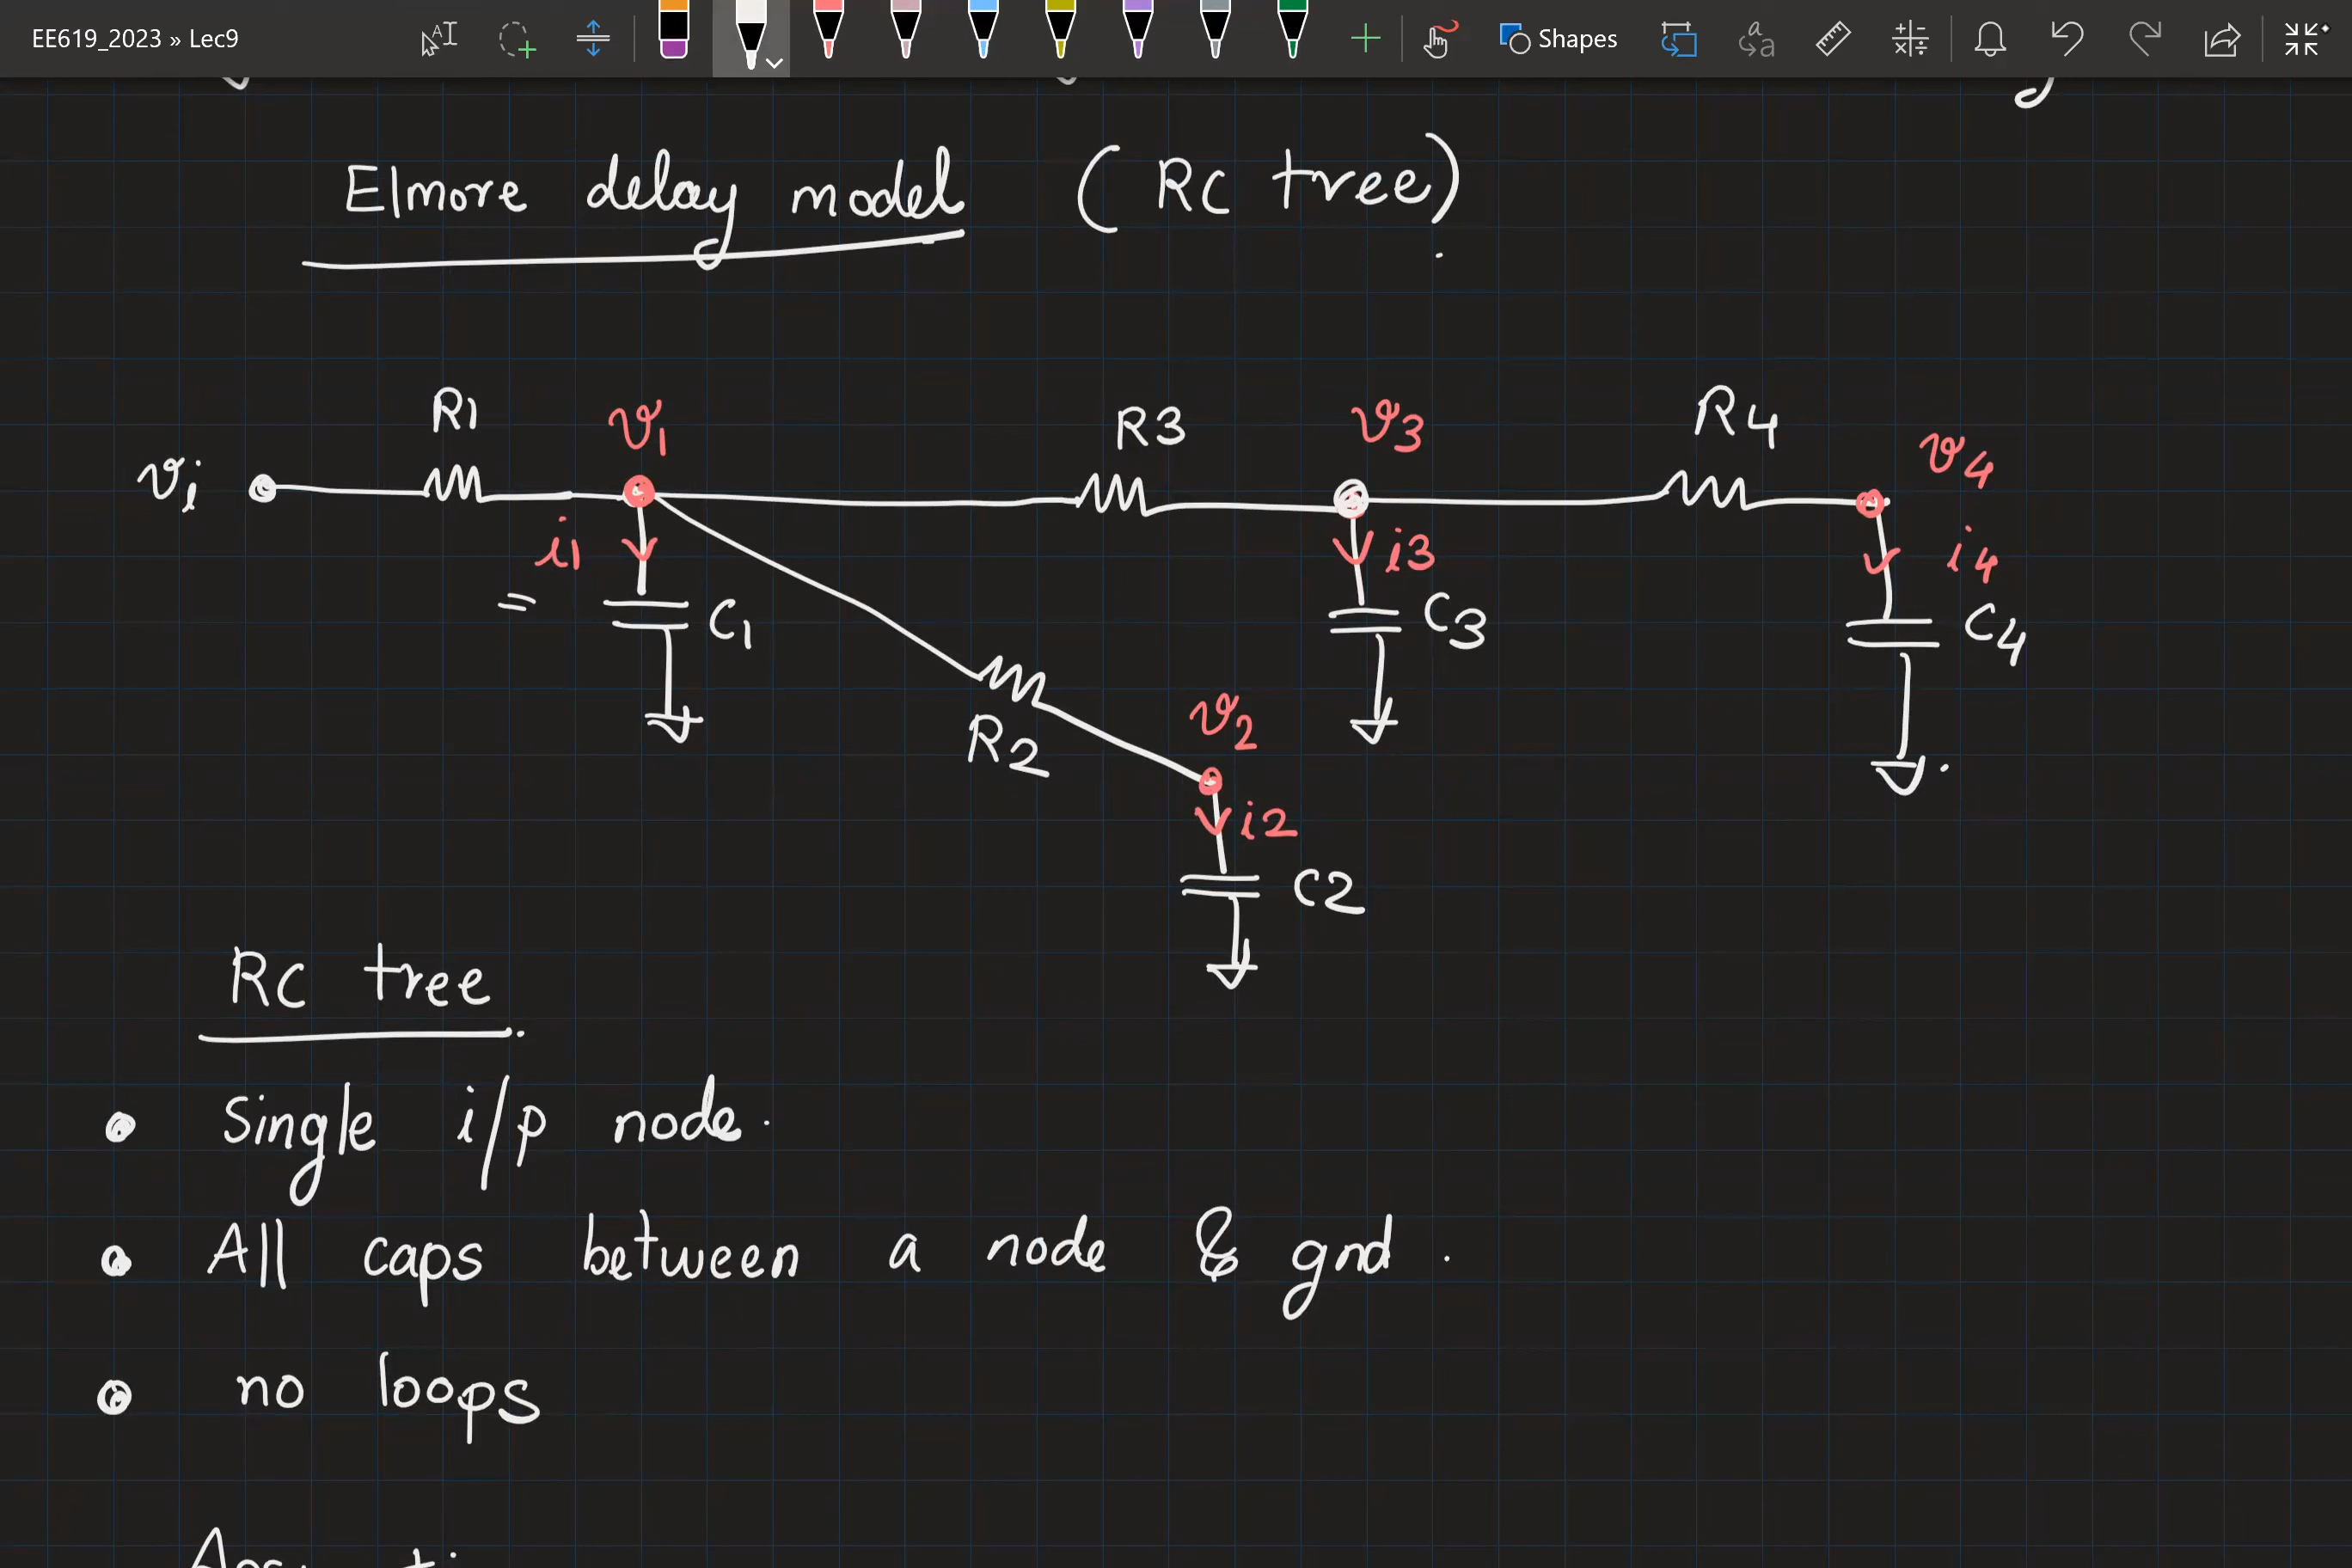 EE619_2023 » Lec9
Shapes
Elmore delay model (RC tree)
R1 v1 R3 v3 R4 v4
vi
i1 i3 i4
C1 C3 C4
R2 v2
i2
C2
RC tree
Single i/p node.
All caps between a node & gnd.
no loops